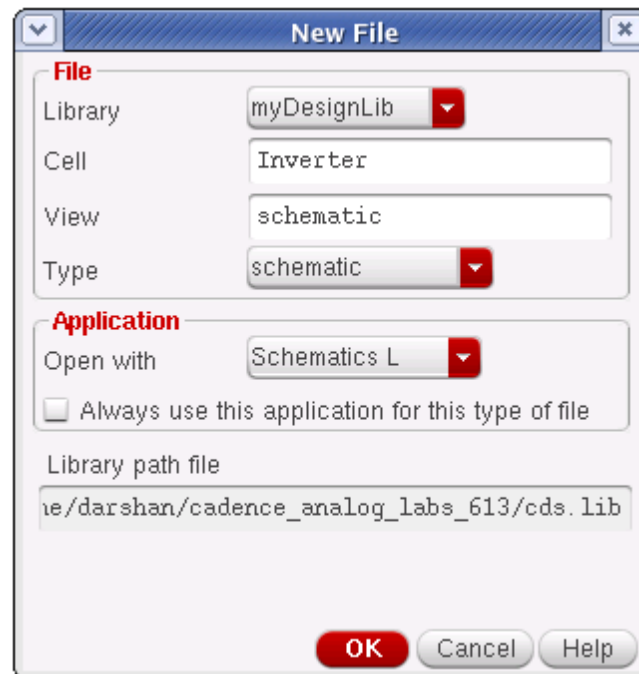 New File
File
Library myDesignLib
Cell Inverter
View schematic
Type schematic
Application
Open with Schematics L
Always use this application for this type of file
Library path file
/darshan/cadence_analog_labs_613/cds.lib
OK Cancel Help